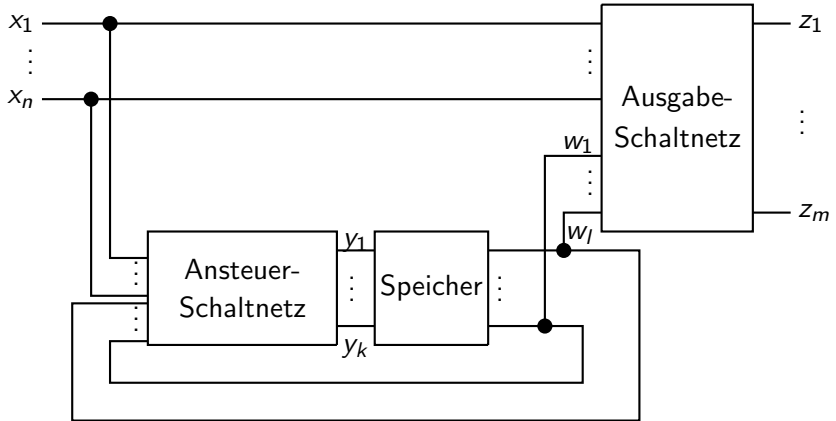 x₁
⋮
xₙ
Ausgabe-
Schaltnetz
z₁
⋮
zₘ
w₁
⋮
wₗ
Ansteuer-
Schaltnetz
y₁
⋮
yₖ
Speicher